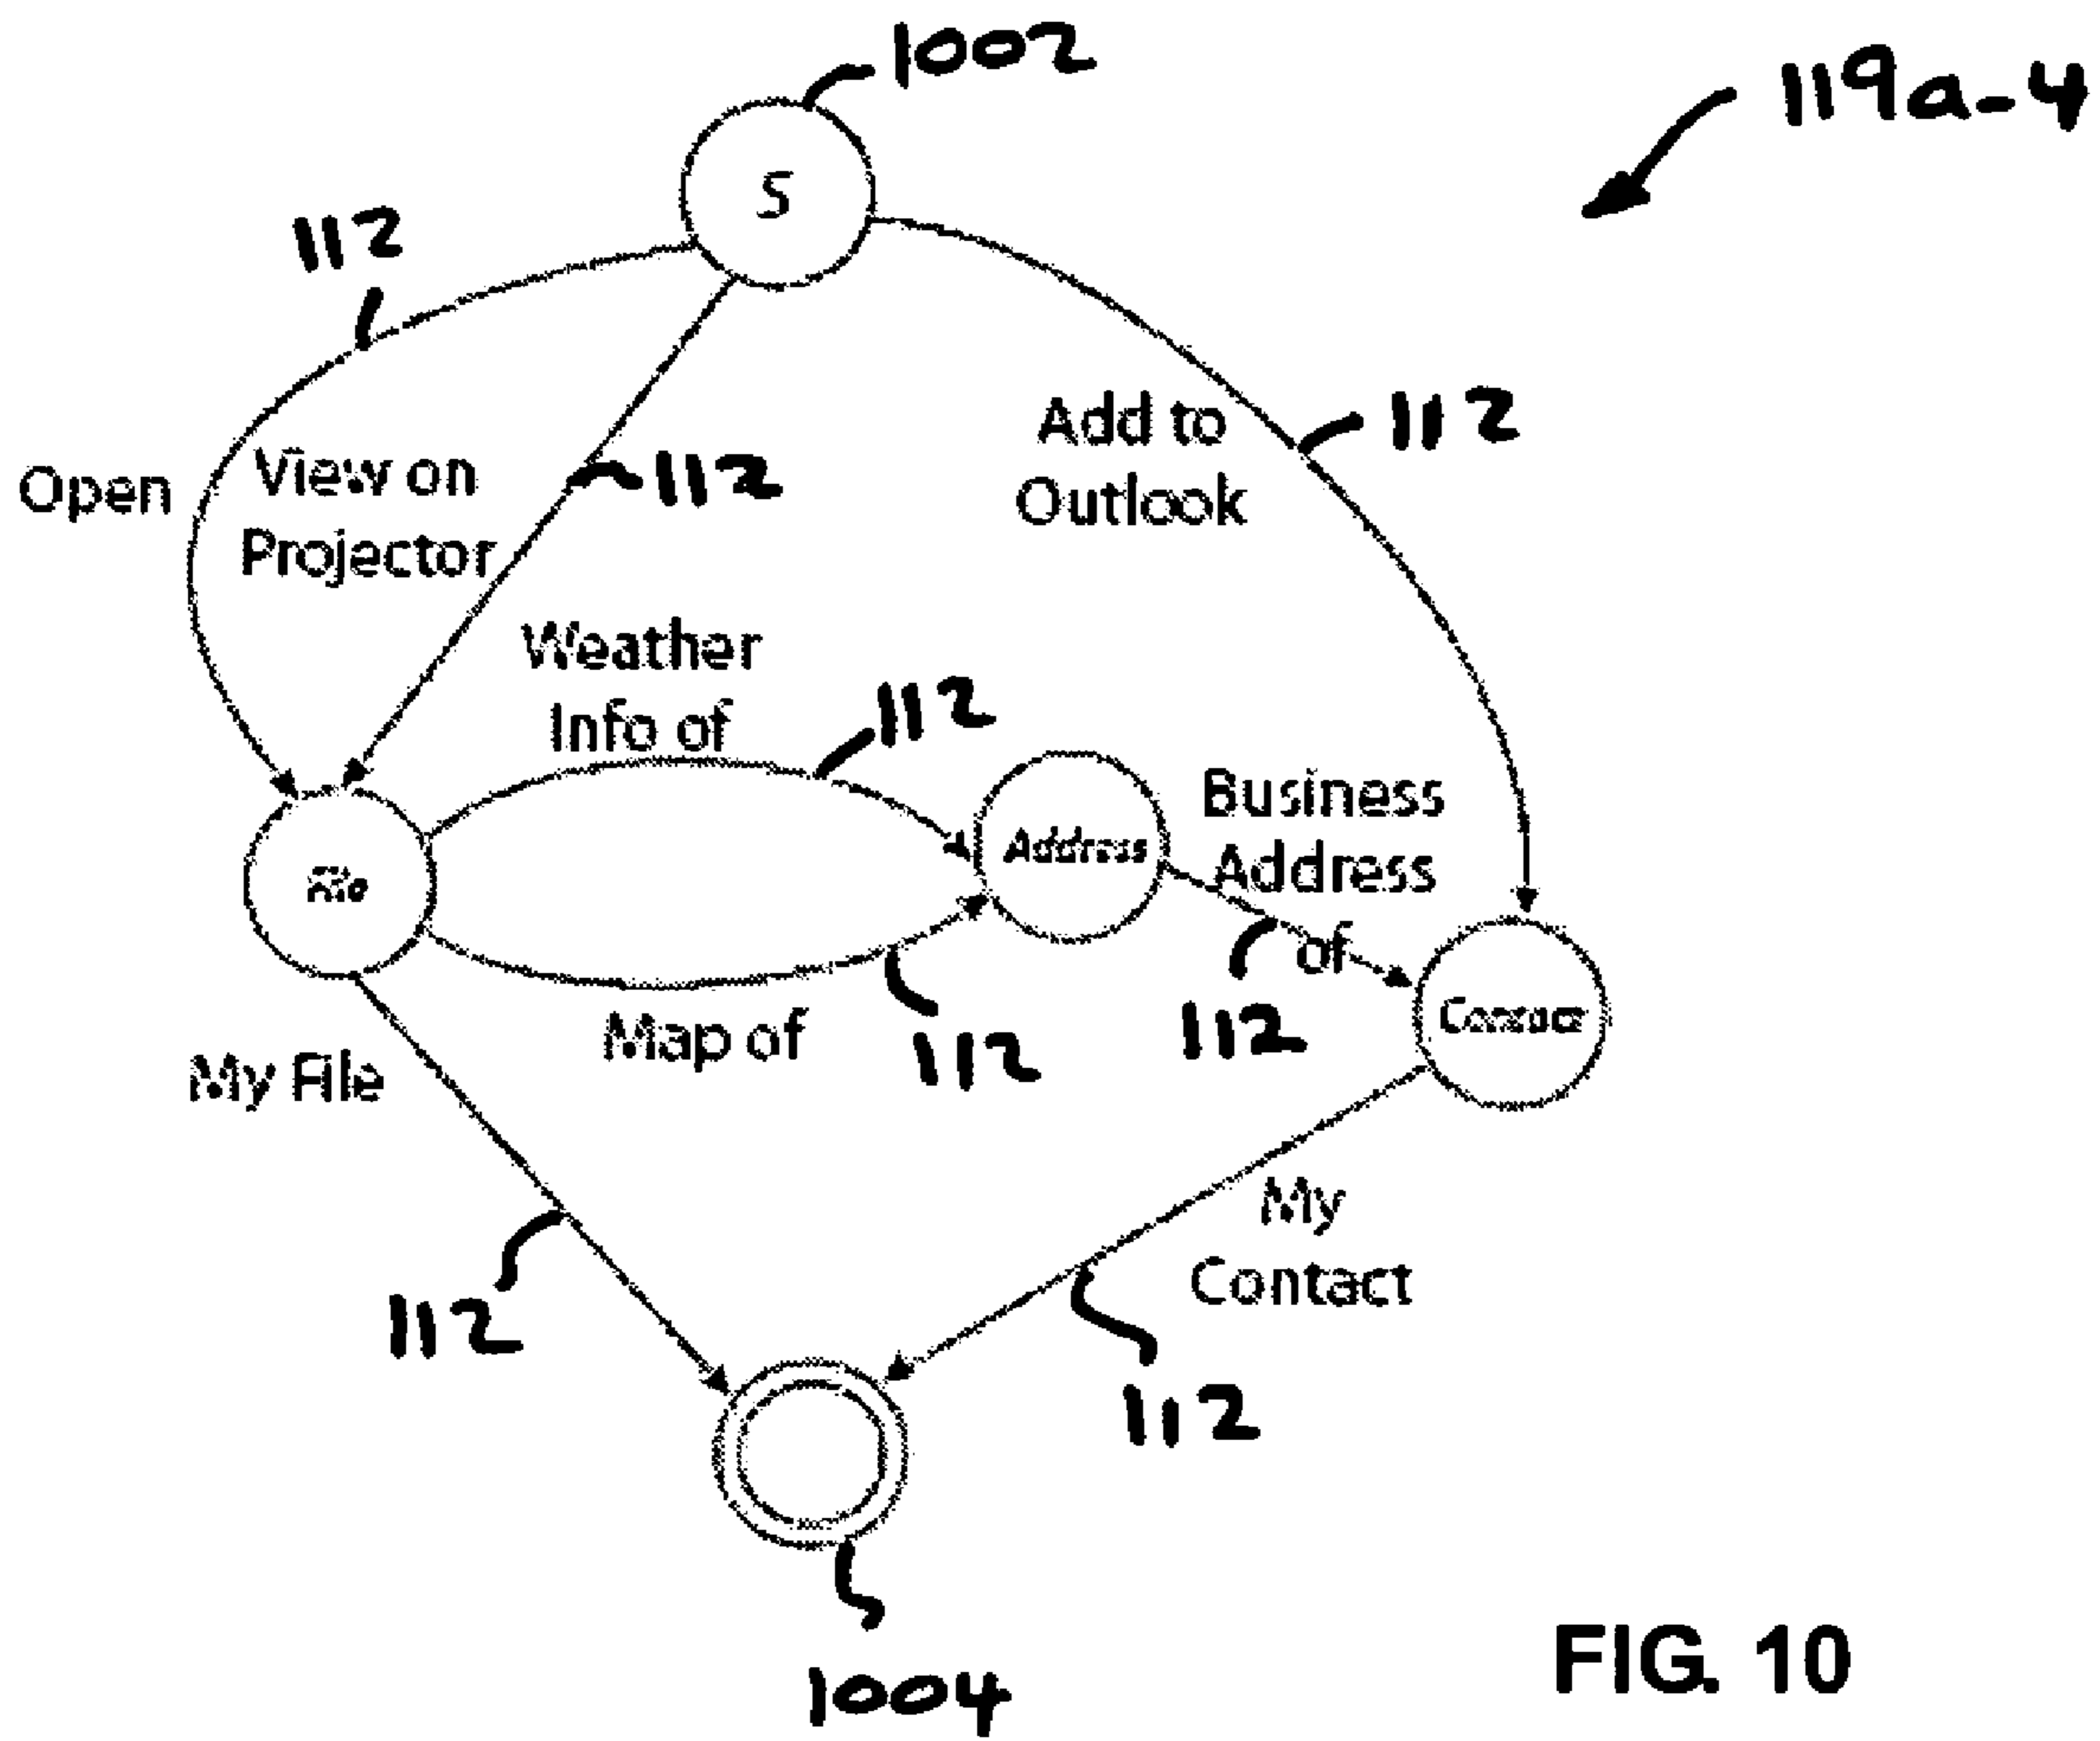 1002
119a-4
S
112
112
Add to
Outlook
112
Open
View on
Projector
Weather
Info of
112
Address
Business
Address
of
112
File
Map of
112
Contact
My File
112
My
Contact
112
1004
FIG. 10